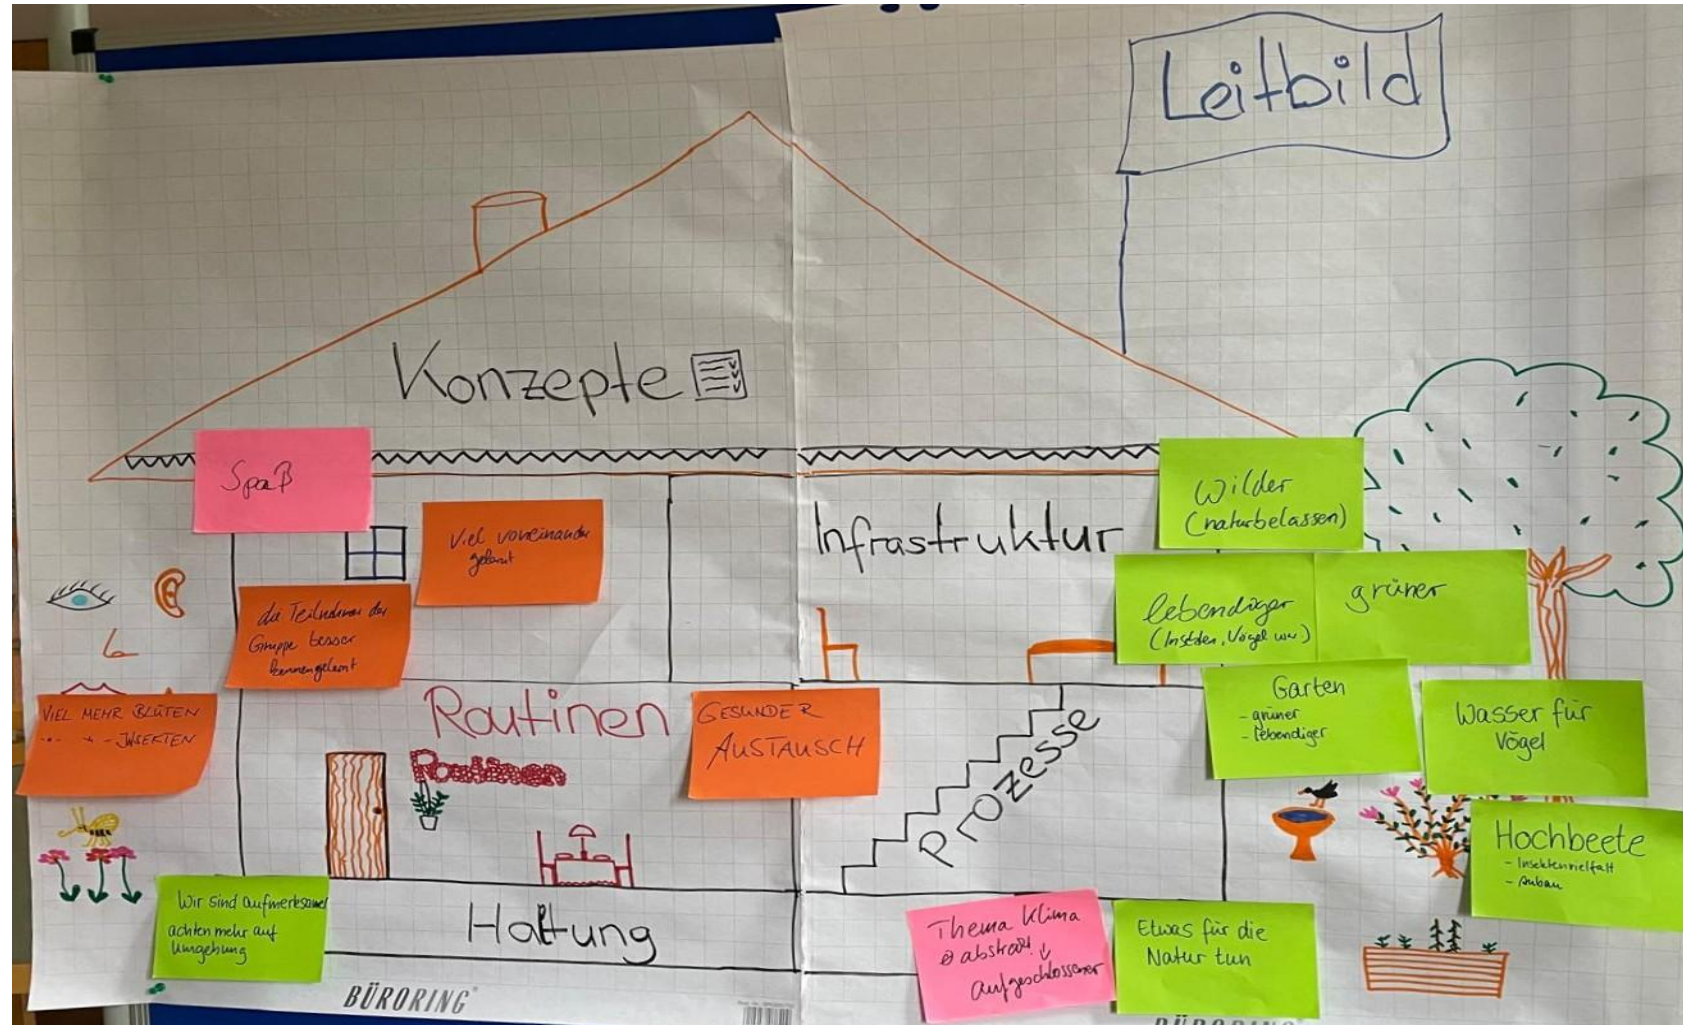 Leitbild
Konzepte
Spaß
Viel voneinander
gelernt
die Teilnehmer der
Gruppe besser
kennengelernt
Infrastruktur
Wilder
(naturbelassen)
lebendiger
(Insekten, Vögel usw.)
grüner
VIEL MEHR BLÜTEN
-"- -"- - INSEKTEN
Routinen
Routinen
GESUNDER
AUSTAUSCH
Prozesse
Garten
- grüner
- lebendiger
Wasser für
Vögel
Hochbeete
- Insektenvielfalt
- Anbau
Wir sind aufmerksamer
achten mehr auf
Umgebung
Haltung
Thema Klima
abstrakt ↓
aufgeschlossener
Etwas für die
Natur tun
BÜRORING
BÜRORING